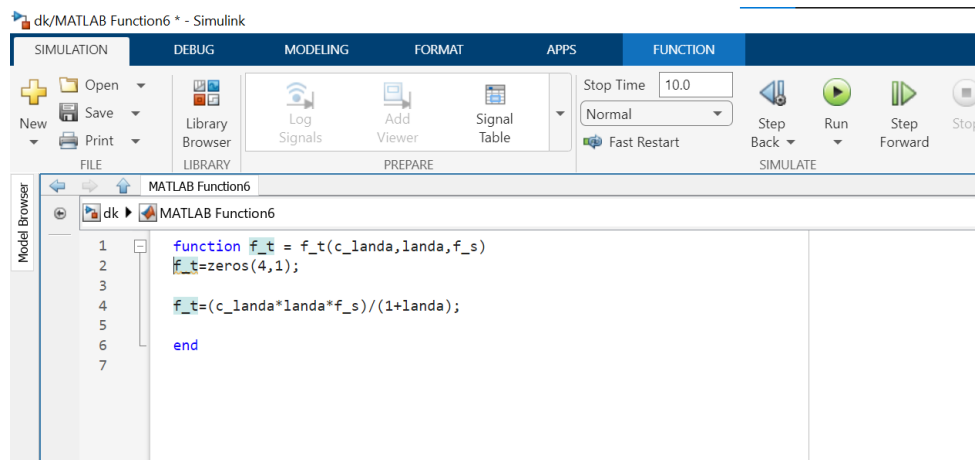 dk/MATLAB Function6 * - Simulink
SIMULATION DEBUG MODELING FORMAT APPS FUNCTION
New
Open
Save
Print
FILE
Library Browser
LIBRARY
Log Signals
Add Viewer
Signal Table
PREPARE
Stop Time 10.0
Normal
Fast Restart
Step Back
Run
Step Forward
Stop
SIMULATE
Model Browser
MATLAB Function6
dk MATLAB Function6
1 function f_t = f_t(c_landa,landa,f_s)
2 f_t=zeros(4,1);
3
4 f_t=(c_landa*landa*f_s)/(1+landa);
5
6 end
7